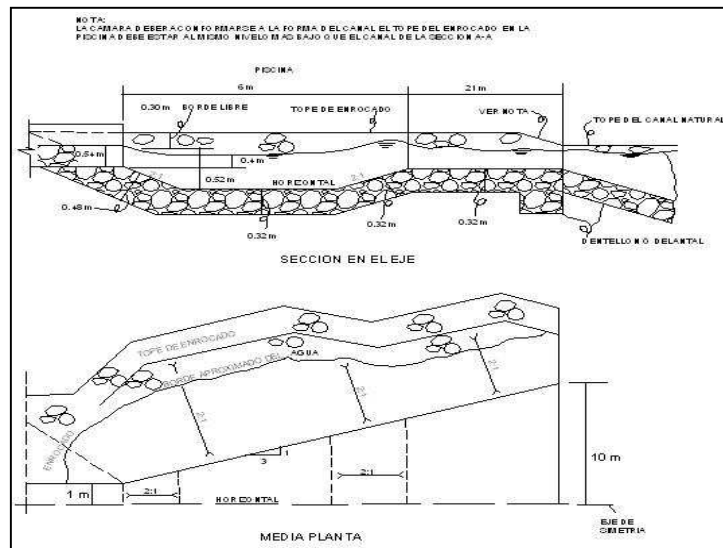 NOTA:
LA CAMARA DEBERA CONFORMARSE A LA FORMA DEL CANAL EL TOPE DEL ENROCADO EN LA
PISCINA DEBE ESTAR AL MISMO NIVEL O MAS BAJO QUE EL CANAL DE LA SECCION A-A
PISCINA
6 m
21 m
0.30 m
BORDE LIBRE
TOPE DE ENROCADO
VER NOTA
TOPE DEL CANAL NATURAL
0.54 m
0.4 m
2:1
0.52 m
HORIZONTAL
2:1
0.48 m
0.32 m
0.32 m
0.32 m
DENTELLON O DELANTAL
SECCION EN EL EJE
TOPE DE ENROCADO
AGUA
BORDE APROXIMADO DEL
2:1
2:1
2:1
ENROCADO
1
3
10 m
1 m
2:1
2:1
HORIZONTAL
EJE DE
SIMETRIA
MEDIA PLANTA